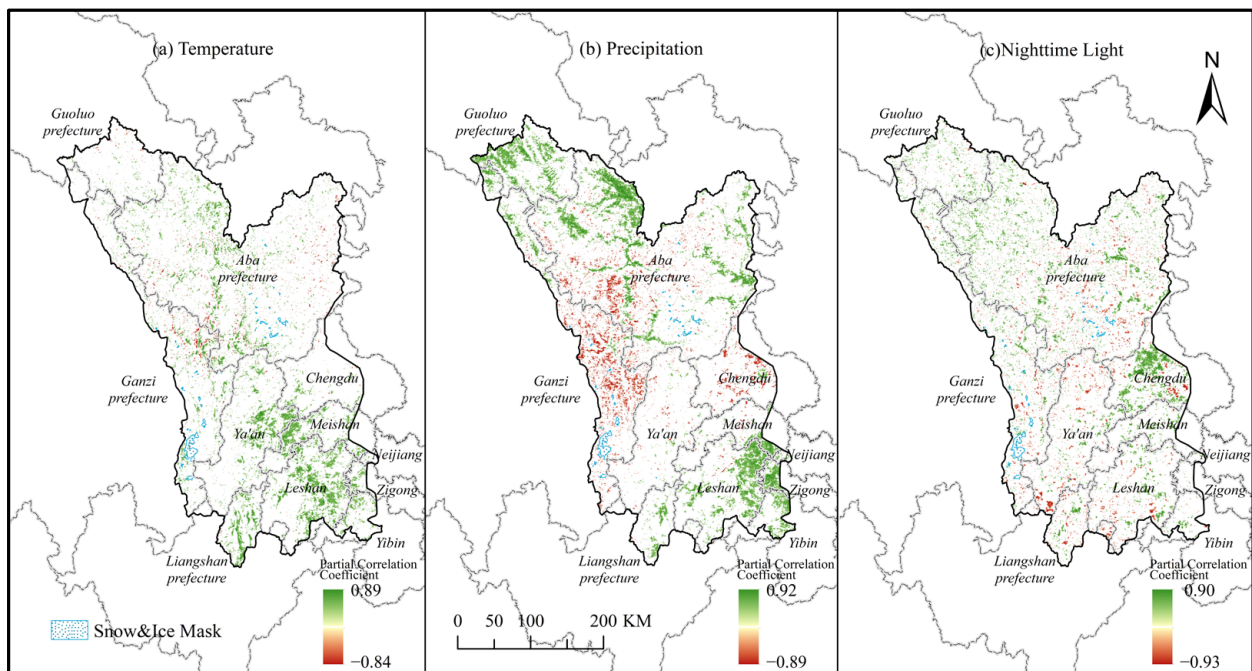 (a) Temperature
Guoluo
prefecture
Aba
prefecture
Ganzi
prefecture
Chengdu
Ya'an
Meishan
Neijiang
Leshan
Zigong
Yibin
Liangshan
prefecture
Partial Correlation
Coefficient
0.89
−0.84
Snow&Ice Mask
(b) Precipitation
Guoluo
prefecture
Aba
prefecture
Ganzi
prefecture
Chengdu
Ya'an
Meishan
Neijiang
Leshan
Zigong
Yibin
Liangshan
prefecture
Partial Correlation
Coefficient
0.92
−0.89
0 50 100 200 KM
(c)Nighttime Light
N
Guoluo
prefecture
Aba
prefecture
Ganzi
prefecture
Chengdu
Ya'an
Meishan
Neijiang
Leshan
Zigong
Yibin
Liangshan
prefecture
Partial Correlation
Coefficient
0.90
−0.93